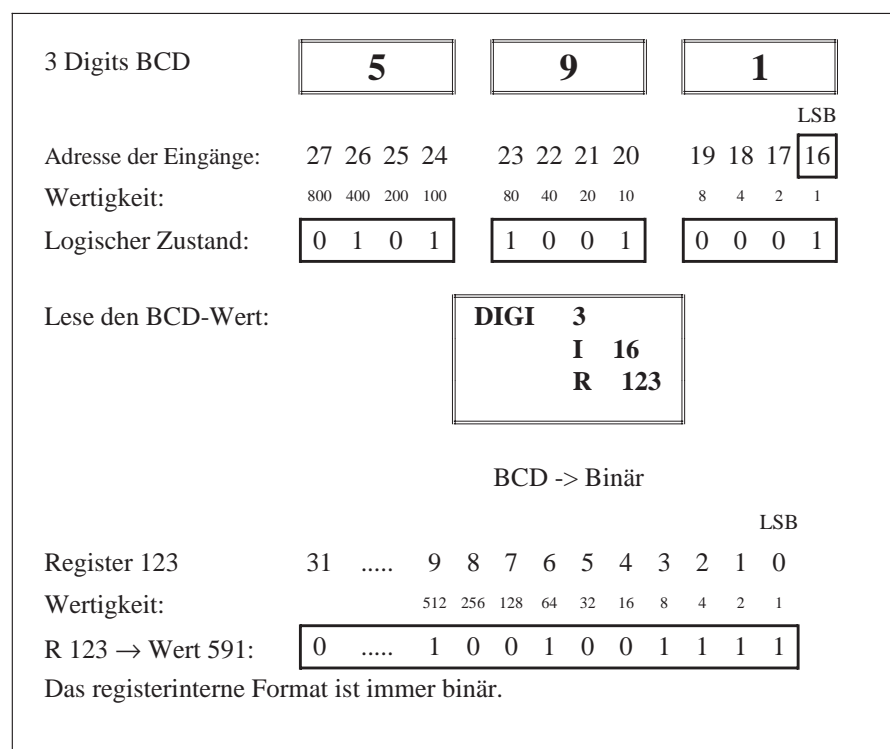 3 Digits BCD 5 9 1
LSB
Adresse der Eingänge: 27 26 25 24 23 22 21 20 19 18 17 16
Wertigkeit: 800 400 200 100 80 40 20 10 8 4 2 1
Logischer Zustand: 0 1 0 1 1 0 0 1 0 0 0 1
Lese den BCD-Wert: DIGI 3
I 16
R 123
BCD -> Binär
LSB
Register 123 31 ..... 9 8 7 6 5 4 3 2 1 0
Wertigkeit: 512 256 128 64 32 16 8 4 2 1
R 123 → Wert 591: 0 ..... 1 0 0 1 0 0 1 1 1 1
Das registerinterne Format ist immer binär.